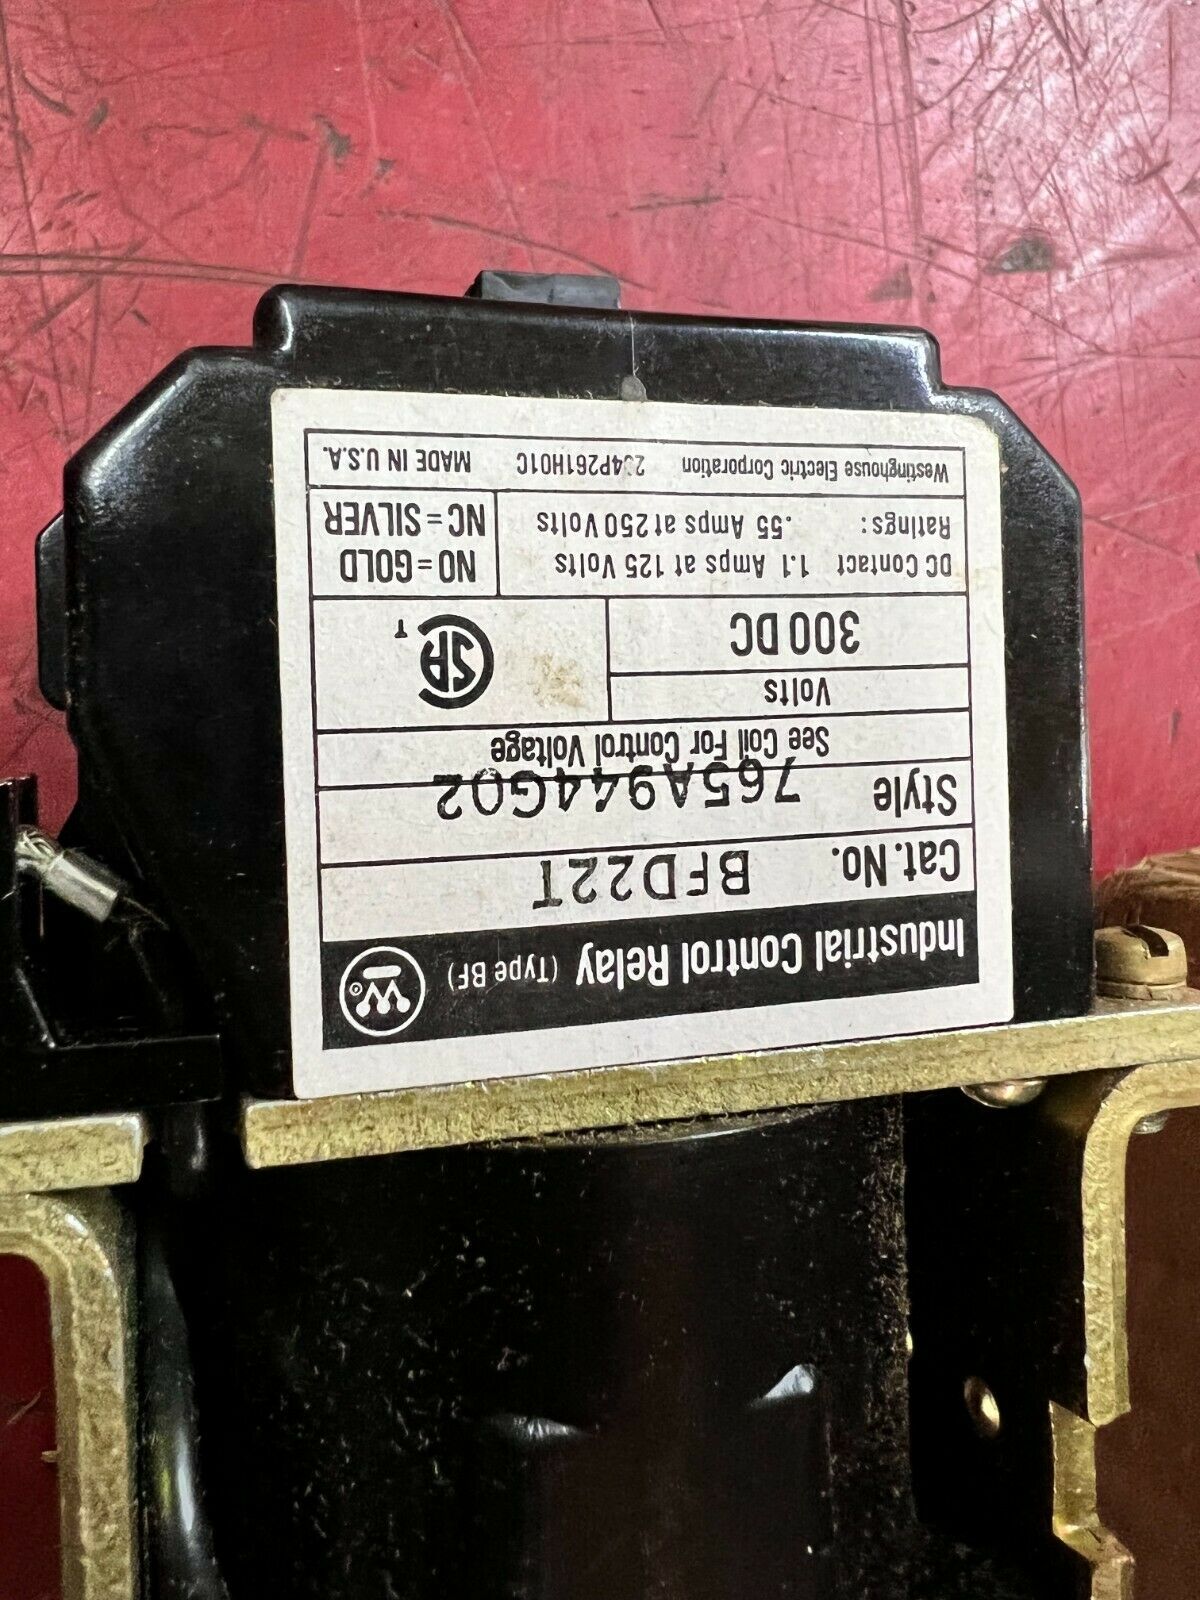 Industrial Control Relay (Type BF)
Cat. No. BFD22T
Style 765A944G02
See Coil For Control Voltage
Volts
300 DC
SA T
DC Contact 1.1 Amps at 125 Volts
Ratings: .55 Amps at 250 Volts
NO=GOLD
NC=SILVER
Westinghouse Electric Corporation MADE IN U.S.A.